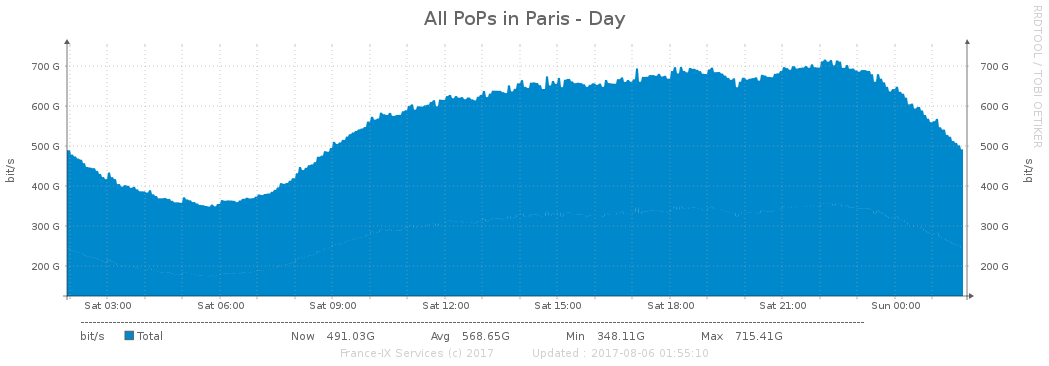 All PoPs in Paris - Day
RRDTOOL / TOBI OETIKER
bit/s
700 G
600 G
500 G
400 G
300 G
200 G
700 G
600 G
500 G
400 G
300 G
200 G
bit/s
Sat 03:00 Sat 06:00 Sat 09:00 Sat 12:00 Sat 15:00 Sat 18:00 Sat 21:00 Sun 00:00
bit/s Total Now 491.03G Avg 568.65G Min 348.11G Max 715.41G
France-IX Services (c) 2017 Updated : 2017-08-06 01:55:10